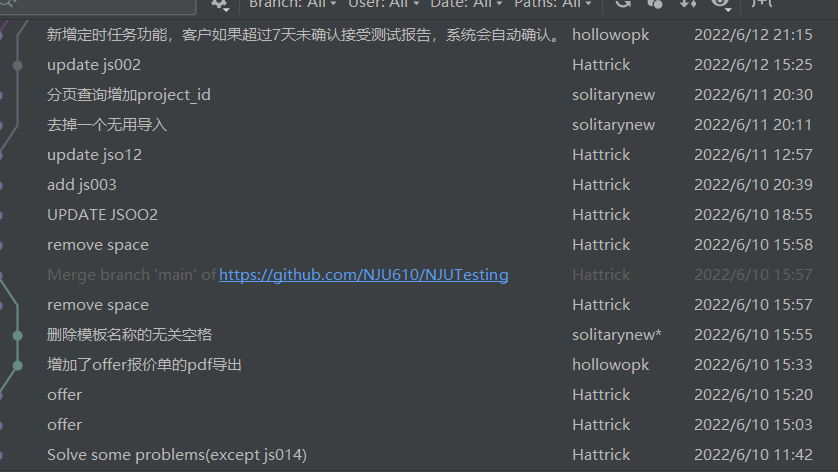 Branch: All User: All Date: All Paths: All
新增定时任务功能，客户如果超过7天未确认接受测试报告，系统会自动确认。 hollowopk 2022/6/12 21:15
update js002 Hattrick 2022/6/12 15:25
分页查询增加project_id solitarynew 2022/6/11 20:30
去掉一个无用导入 solitarynew 2022/6/11 20:11
update jso12 Hattrick 2022/6/11 12:57
add js003 Hattrick 2022/6/10 20:39
UPDATE JSOO2 Hattrick 2022/6/10 18:55
remove space Hattrick 2022/6/10 15:58
Merge branch 'main' of https://github.com/NJU610/NJUTesting Hattrick 2022/6/10 15:57
remove space Hattrick 2022/6/10 15:57
删除模板名称的无关空格 solitarynew* 2022/6/10 15:55
增加了offer报价单的pdf导出 hollowopk 2022/6/10 15:33
offer Hattrick 2022/6/10 15:20
offer Hattrick 2022/6/10 15:03
Solve some problems(except js014) Hattrick 2022/6/10 11:42